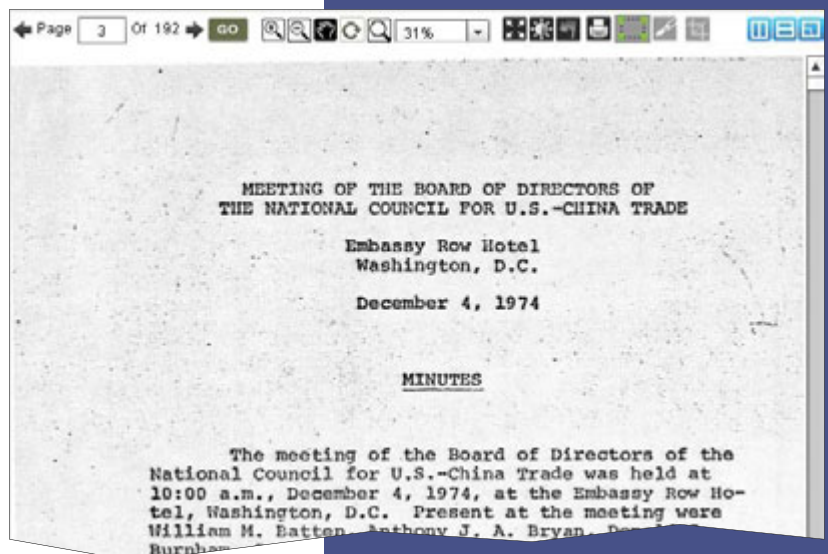 Page 3 Of 192 GO 31%
MEETING OF THE BOARD OF DIRECTORS OF
THE NATIONAL COUNCIL FOR U.S.-CHINA TRADE
Embassy Row Hotel
Washington, D.C.
December 4, 1974
MINUTES
The meeting of the Board of Directors of the
National Council for U.S.-China Trade was held at
10:00 a.m., December 4, 1974, at the Embassy Row Ho-
tel, Washington, D.C. Present at the meeting were
William M. Batten, Anthony J. A. Bryan,
Burnham